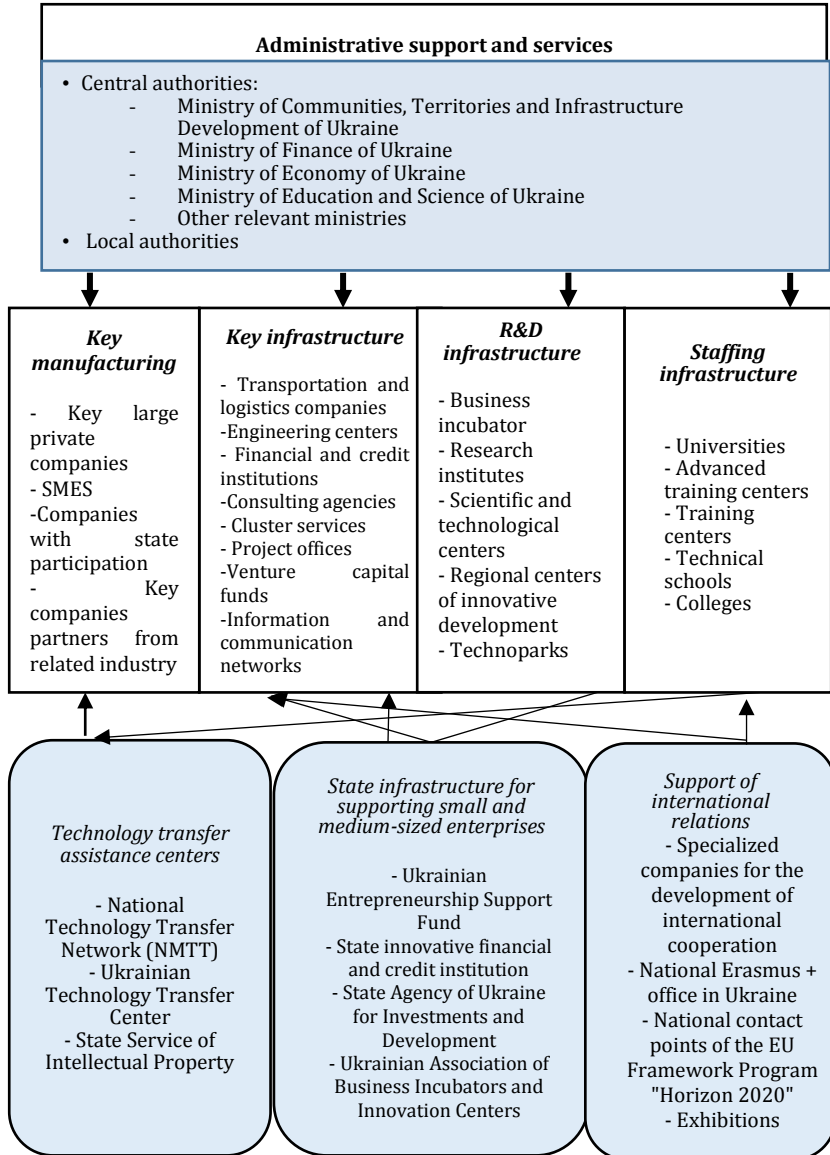 Administrative support and services
• Central authorities:
- Ministry of Communities, Territories and Infrastructure
Development of Ukraine
- Ministry of Finance of Ukraine
- Ministry of Economy of Ukraine
- Ministry of Education and Science of Ukraine
- Other relevant ministries
• Local authorities
Key
manufacturing
- Key large
private
companies
- SMES
-Companies
with state
participation
- Key
companies
partners from
related industry
Key infrastructure
- Transportation and
logistics companies
-Engineering centers
- Financial and credit
institutions
-Consulting agencies
- Cluster services
- Project offices
-Venture capital
funds
-Information and
communication
networks
R&D
infrastructure
- Business
incubator
- Research
institutes
- Scientific and
technological
centers
- Regional centers
of innovative
development
- Technoparks
Staffing
infrastructure
- Universities
- Advanced
training centers
- Training
centers
- Technical
schools
- Colleges
Technology transfer
assistance centers
- National
Technology Transfer
Network (NMTT)
- Ukrainian
Technology Transfer
Center
- State Service of
Intellectual Property
State infrastructure for
supporting small and
medium-sized enterprises
- Ukrainian
Entrepreneurship Support
Fund
- State innovative financial
and credit institution
- State Agency of Ukraine
for Investments and
Development
- Ukrainian Association of
Business Incubators and
Innovation Centers
Support of
international
relations
- Specialized
companies for the
development of
international
cooperation
- National Erasmus +
office in Ukraine
- National contact
points of the EU
Framework Program
"Horizon 2020"
- Exhibitions